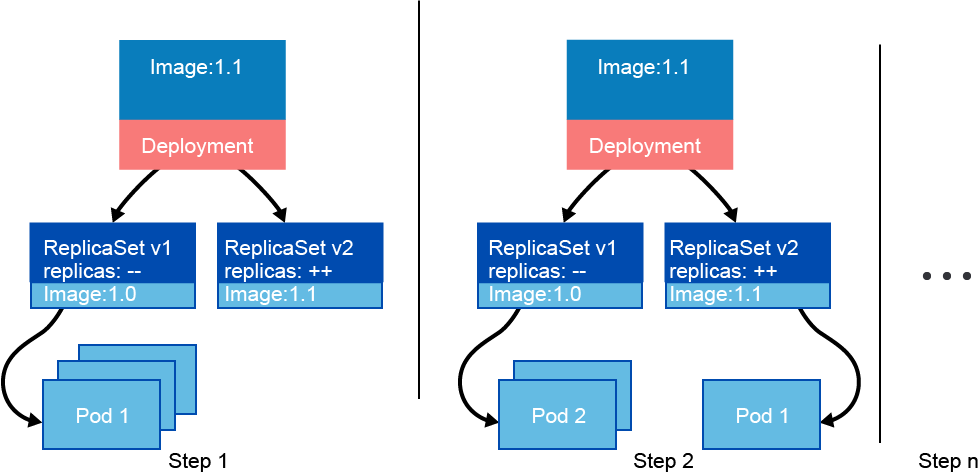 Image:1.1
Deployment
ReplicaSet v1
replicas: --
Image:1.0
ReplicaSet v2
replicas: ++
Image:1.1
Pod 1
Step 1
Image:1.1
Deployment
ReplicaSet v1
replicas: --
Image:1.0
ReplicaSet v2
replicas: ++
Image:1.1
Pod 2
Pod 1
Step 2
...
Step n